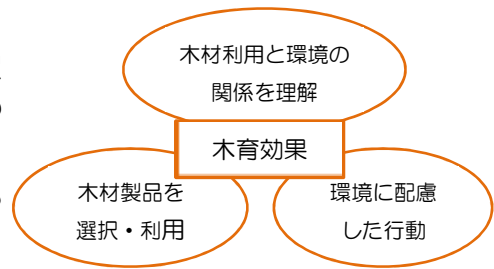 木材利用と環境の
関係を理解
木育効果
木材製品を
選択・利用
環境に配慮
した行動